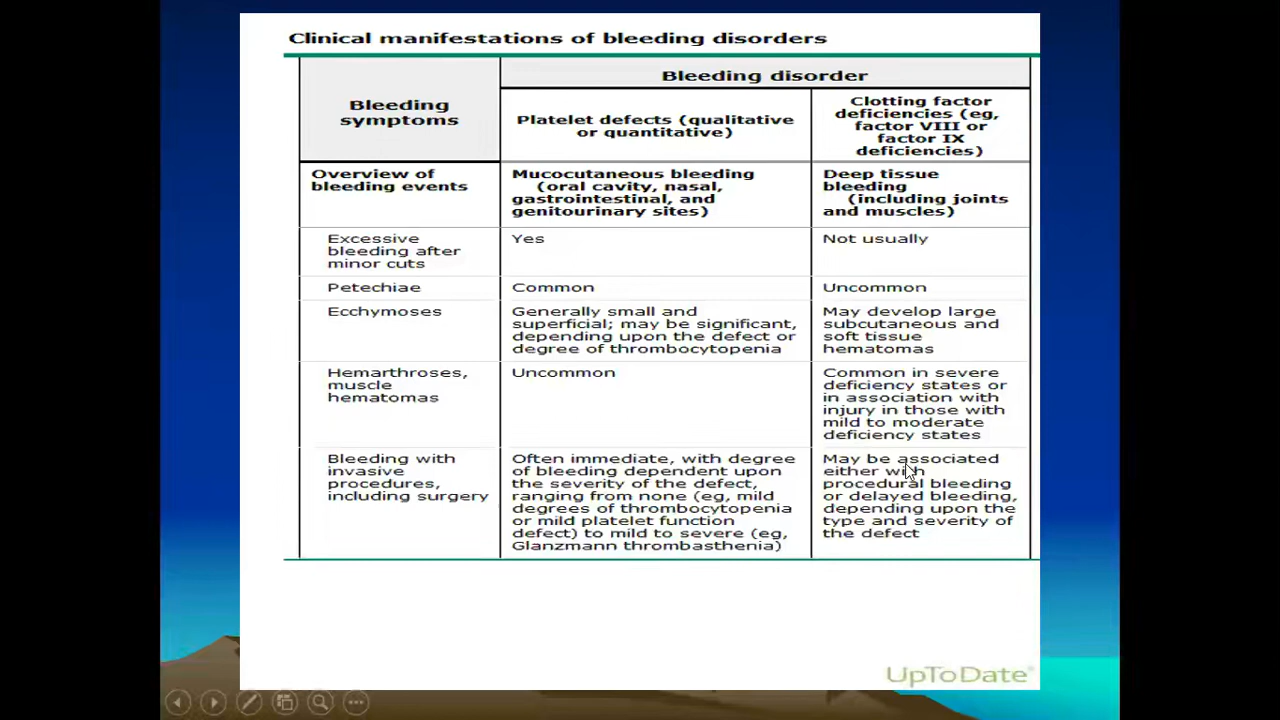 Clinical manifestations of bleeding disorders
Bleeding
symptoms
Bleeding disorder
Platelet defects (qualitative
or quantitative)
Clotting factor
deficiencies (eg,
factor VIII or
factor IX
deficiencies)
Overview of
bleeding events
Mucocutaneous bleeding
(oral cavity, nasal,
gastrointestinal, and
genitourinary sites)
Deep tissue
bleeding
(including joints
and muscles)
Excessive
bleeding after
minor cuts
Yes
Not usually
Petechiae
Common
Uncommon
Ecchymoses
Generally small and
superficial; may be significant,
depending upon the defect or
degree of thrombocytopenia
May develop large
subcutaneous and
soft tissue
hematomas
Hemarthroses,
muscle
hematomas
Uncommon
Common in severe
deficiency states or
in association with
injury in those with
mild to moderate
deficiency states
Bleeding with
invasive
procedures,
including surgery
Often immediate, with degree
of bleeding dependent upon
the severity of the defect,
ranging from none (eg, mild
degrees of thrombocytopenia
or mild platelet function
defect) to mild to severe (eg,
Glanzmann thrombasthenia)
May be associated
either with
procedural bleeding
or delayed bleeding,
depending upon the
type and severity of
the defect
UpToDate®